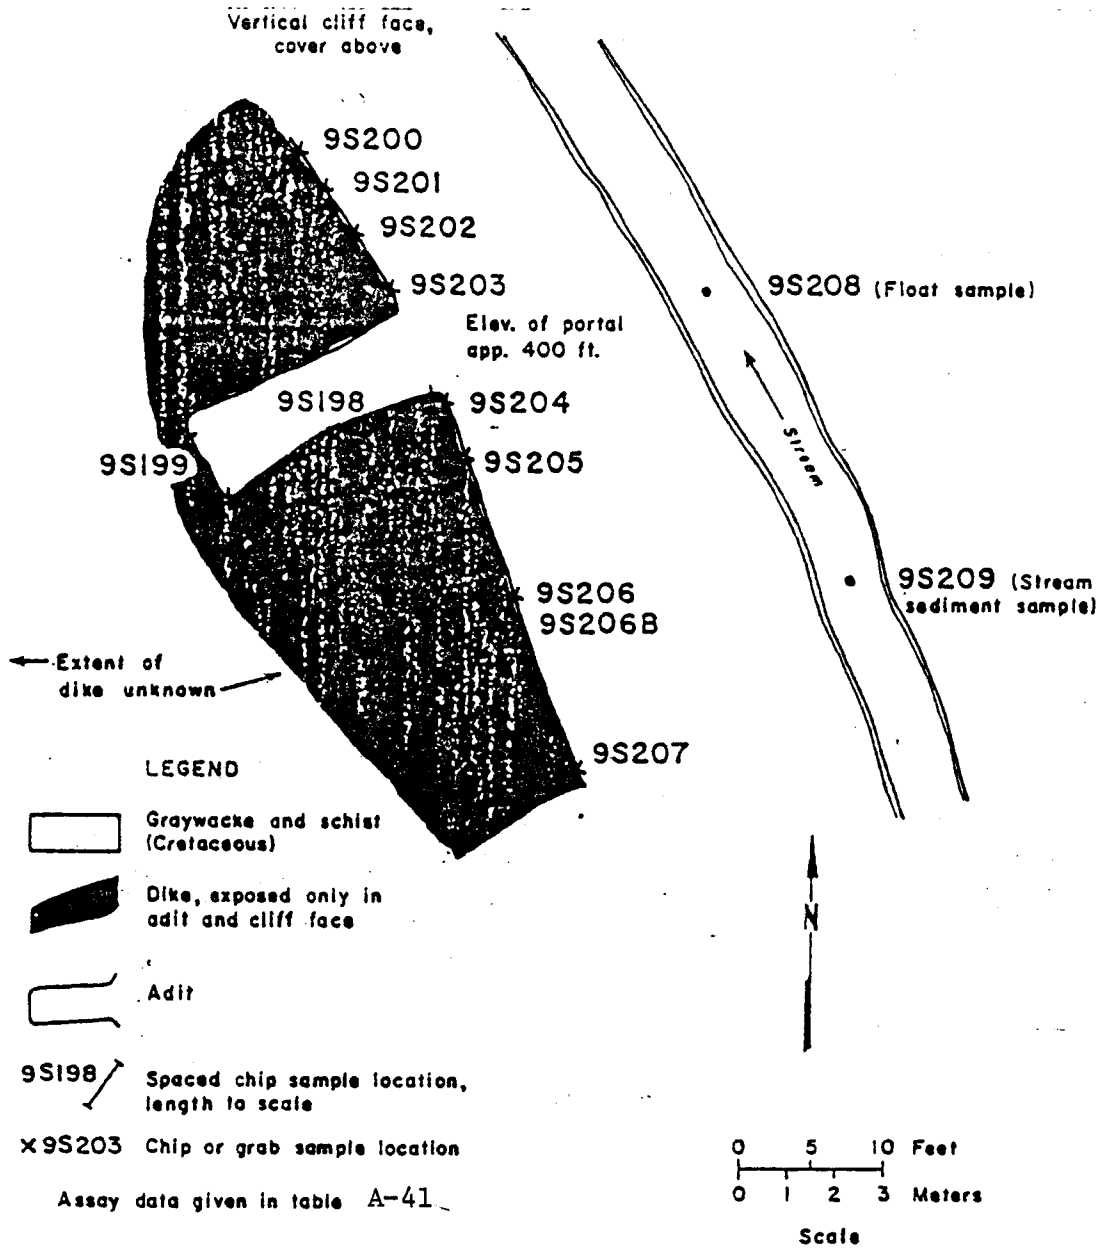 Vertical cliff face,
cover above
9S200
9S201
9S202
9S203
9S208 (Float sample)
Elev. of portal
app. 400 ft.
9S198
9S204
Stream
9S199
9S205
9S206
9S206B
9S209 (Stream
sediment sample)
Extent of
dike unknown
9S207
LEGEND
Graywacke and schist
(Cretaceous)
Dike, exposed only in
adit and cliff face
N
Adit
9S198 Spaced chip sample location,
length to scale
x 9S203 Chip or grab sample location
0 5 10 Feet
0 1 2 3 Meters
Scale
Assay data given in table A-41